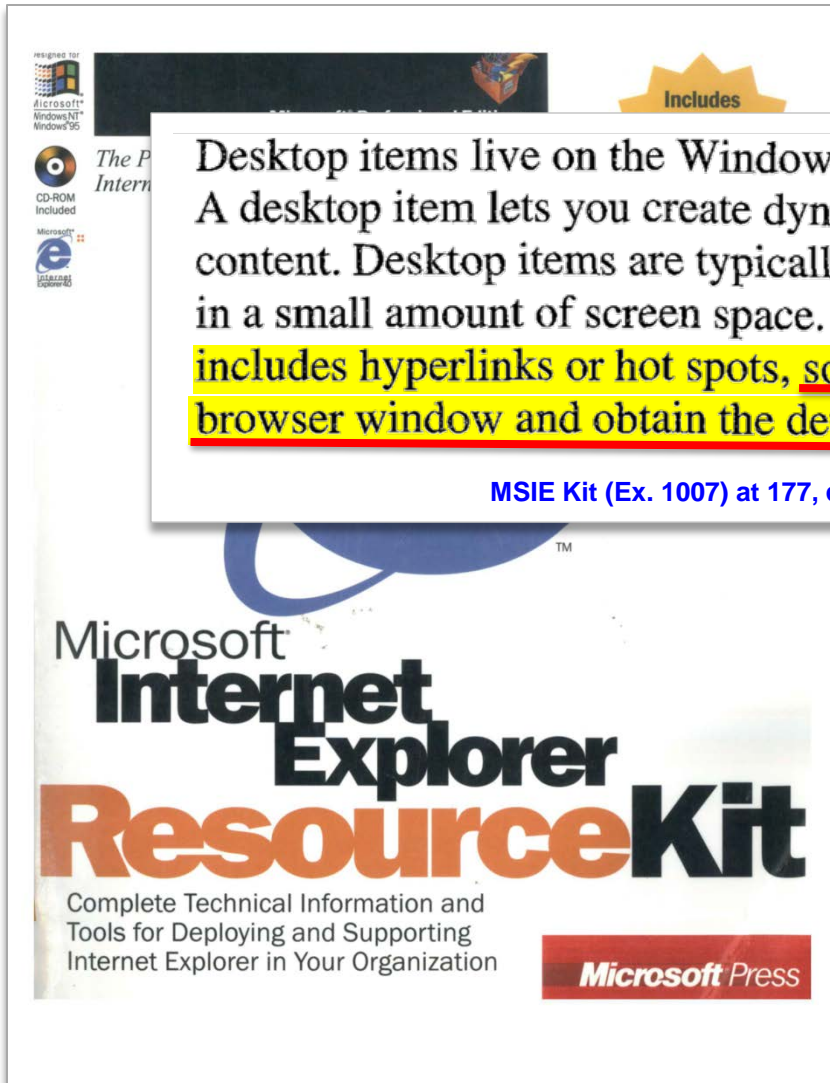 Designed for
Microsoft®
Windows NT®
Windows®95
CD-ROM
Included
Microsoft®
Internet
Explorer 4.0
Includes
The P
Intern
Desktop items live on the Window
A desktop item lets you create dyn
content. Desktop items are typicall
in a small amount of screen space.
includes hyperlinks or hot spots, so
browser window and obtain the de
MSIE Kit (Ex. 1007) at 177,
TM
Microsoft®
Internet
Explorer
ResourceKit
Complete Technical Information and
Tools for Deploying and Supporting
Internet Explorer in Your Organization
Microsoft Press